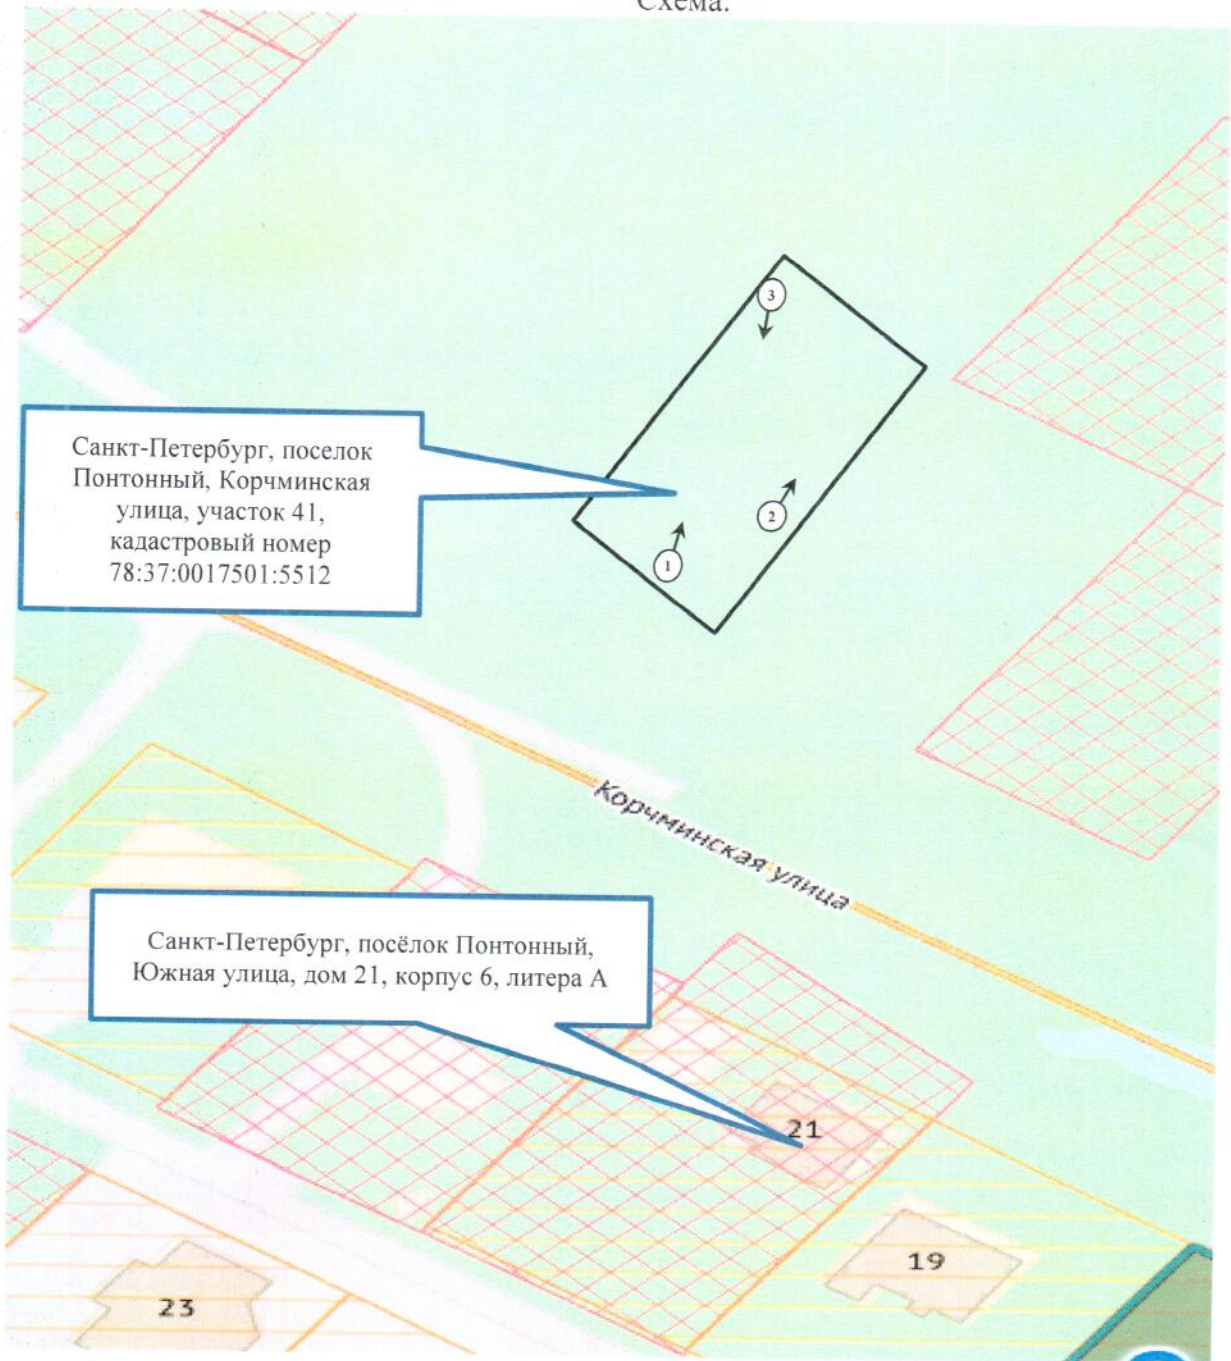 Схема.
3
Санкт-Петербург, поселок
Понтонный, Корчминская
улица, участок 41,
кадастровый номер
78:37:0017501:5512
2
1
Корчминская улица
Санкт-Петербург, посёлок Понтонный,
Южная улица, дом 21, корпус 6, литера А
21
19
23